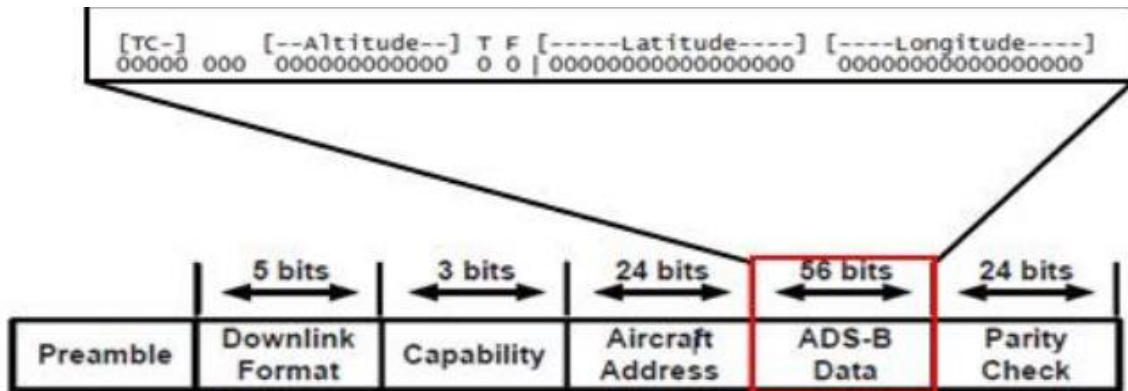 [TC-] [--Altitude--] T F [-----Latitude----] [-----Longitude----]
00000 000 000000000000 0 0 |00000000000000000 00000000000000000
5 bits 3 bits 24 bits 56 bits 24 bits
Preamble Downlink Format Capability Aircraft Address ADS-B Data Parity Check